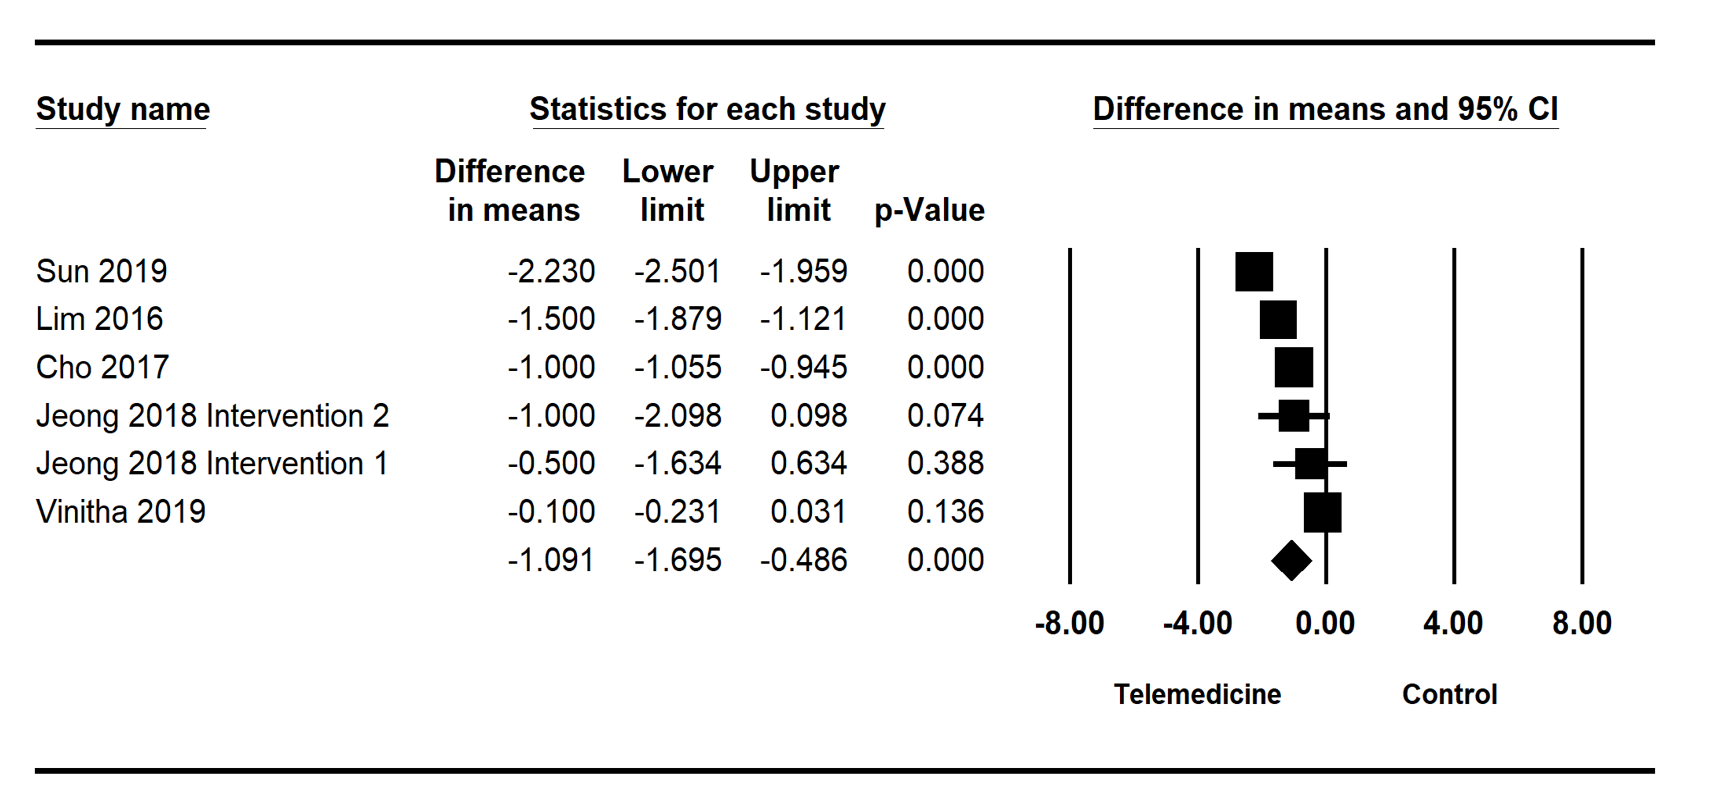 Study name Statistics for each study Difference in means and 95% CI
Difference Lower Upper
in means limit limit p-Value
Sun 2019 -2.230 -2.501 -1.959 0.000
Lim 2016 -1.500 -1.879 -1.121 0.000
Cho 2017 -1.000 -1.055 -0.945 0.000
Jeong 2018 Intervention 2 -1.000 -2.098 0.098 0.074
Jeong 2018 Intervention 1 -0.500 -1.634 0.634 0.388
Vinitha 2019 -0.100 -0.231 0.031 0.136
-1.091 -1.695 -0.486 0.000
-8.00 -4.00 0.00 4.00 8.00
Telemedicine Control